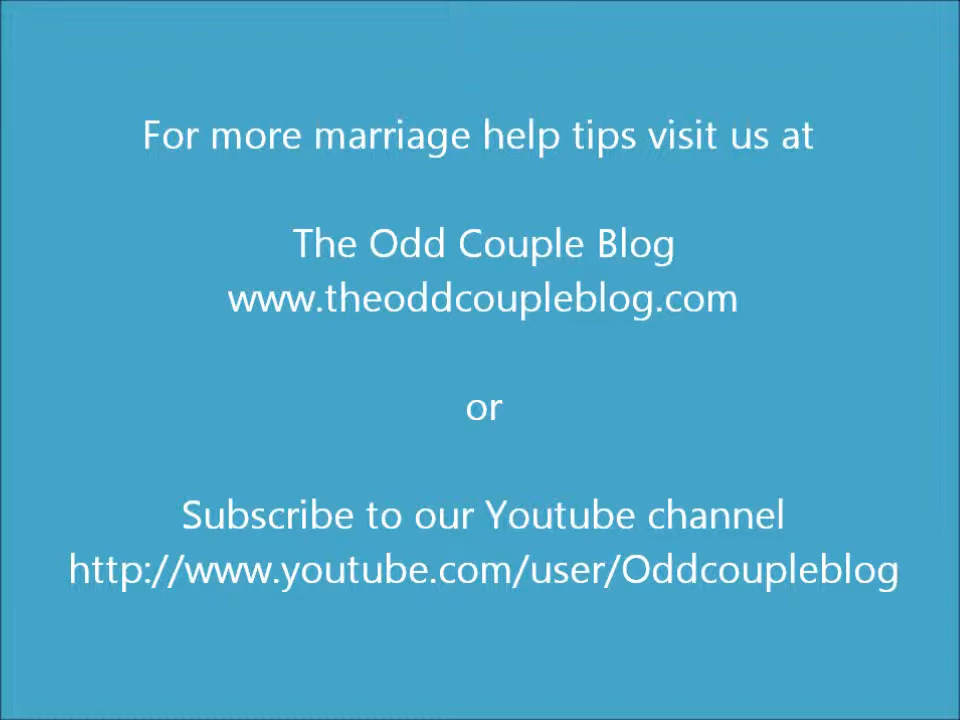 For more marriage help tips visit us at
The Odd Couple Blog
www.theoddcoupleblog.com
or
Subscribe to our Youtube channel
http://www.youtube.com/user/Oddcoupleblog